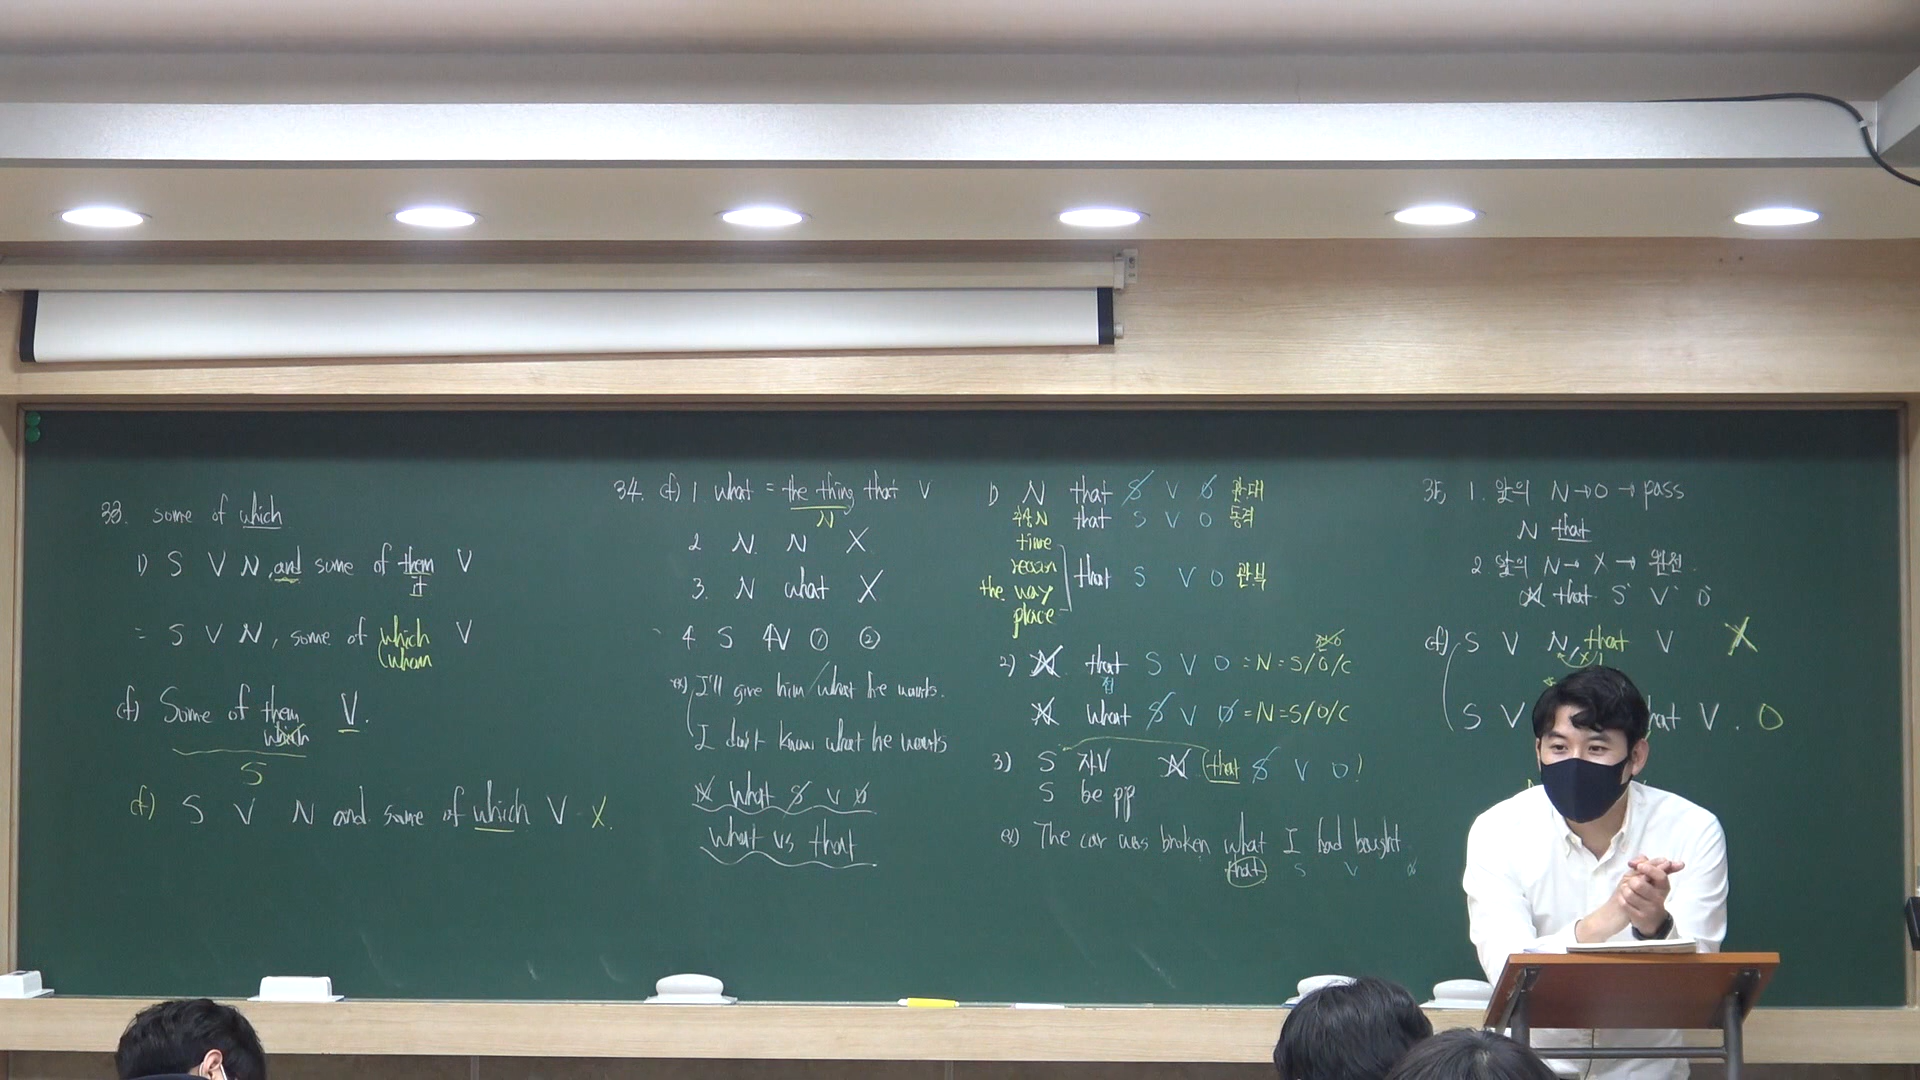 33. some of which
1) S V N, and some of them V
it
= S V N, some of which V
(whom
cf) Some of them V.
which
S
cf) S V N and some of which V X.
34. cf) 1. what = the thing that V
N
2. N N X
3. N what X
4. S 4V ① ②
ex) I'll give him / what he wants.
I don't know what he wants
N what S V O
what vs that
1) N that S V O 관대
추상N that S V O 동격
time
reason
the way
place
that S V O 관부
2) N that S V O = N = S/O/C
접
N what S V O = N = S/O/C
3) S 자V N (that S V O!
S be pp
ex) The car was broken what I had bought
that S V
35. 1. 앞의 N → O → pass
N that
2. 앞의 N → X → 완전.
N that S V O
cf) S V N, that V X
S V that V. O